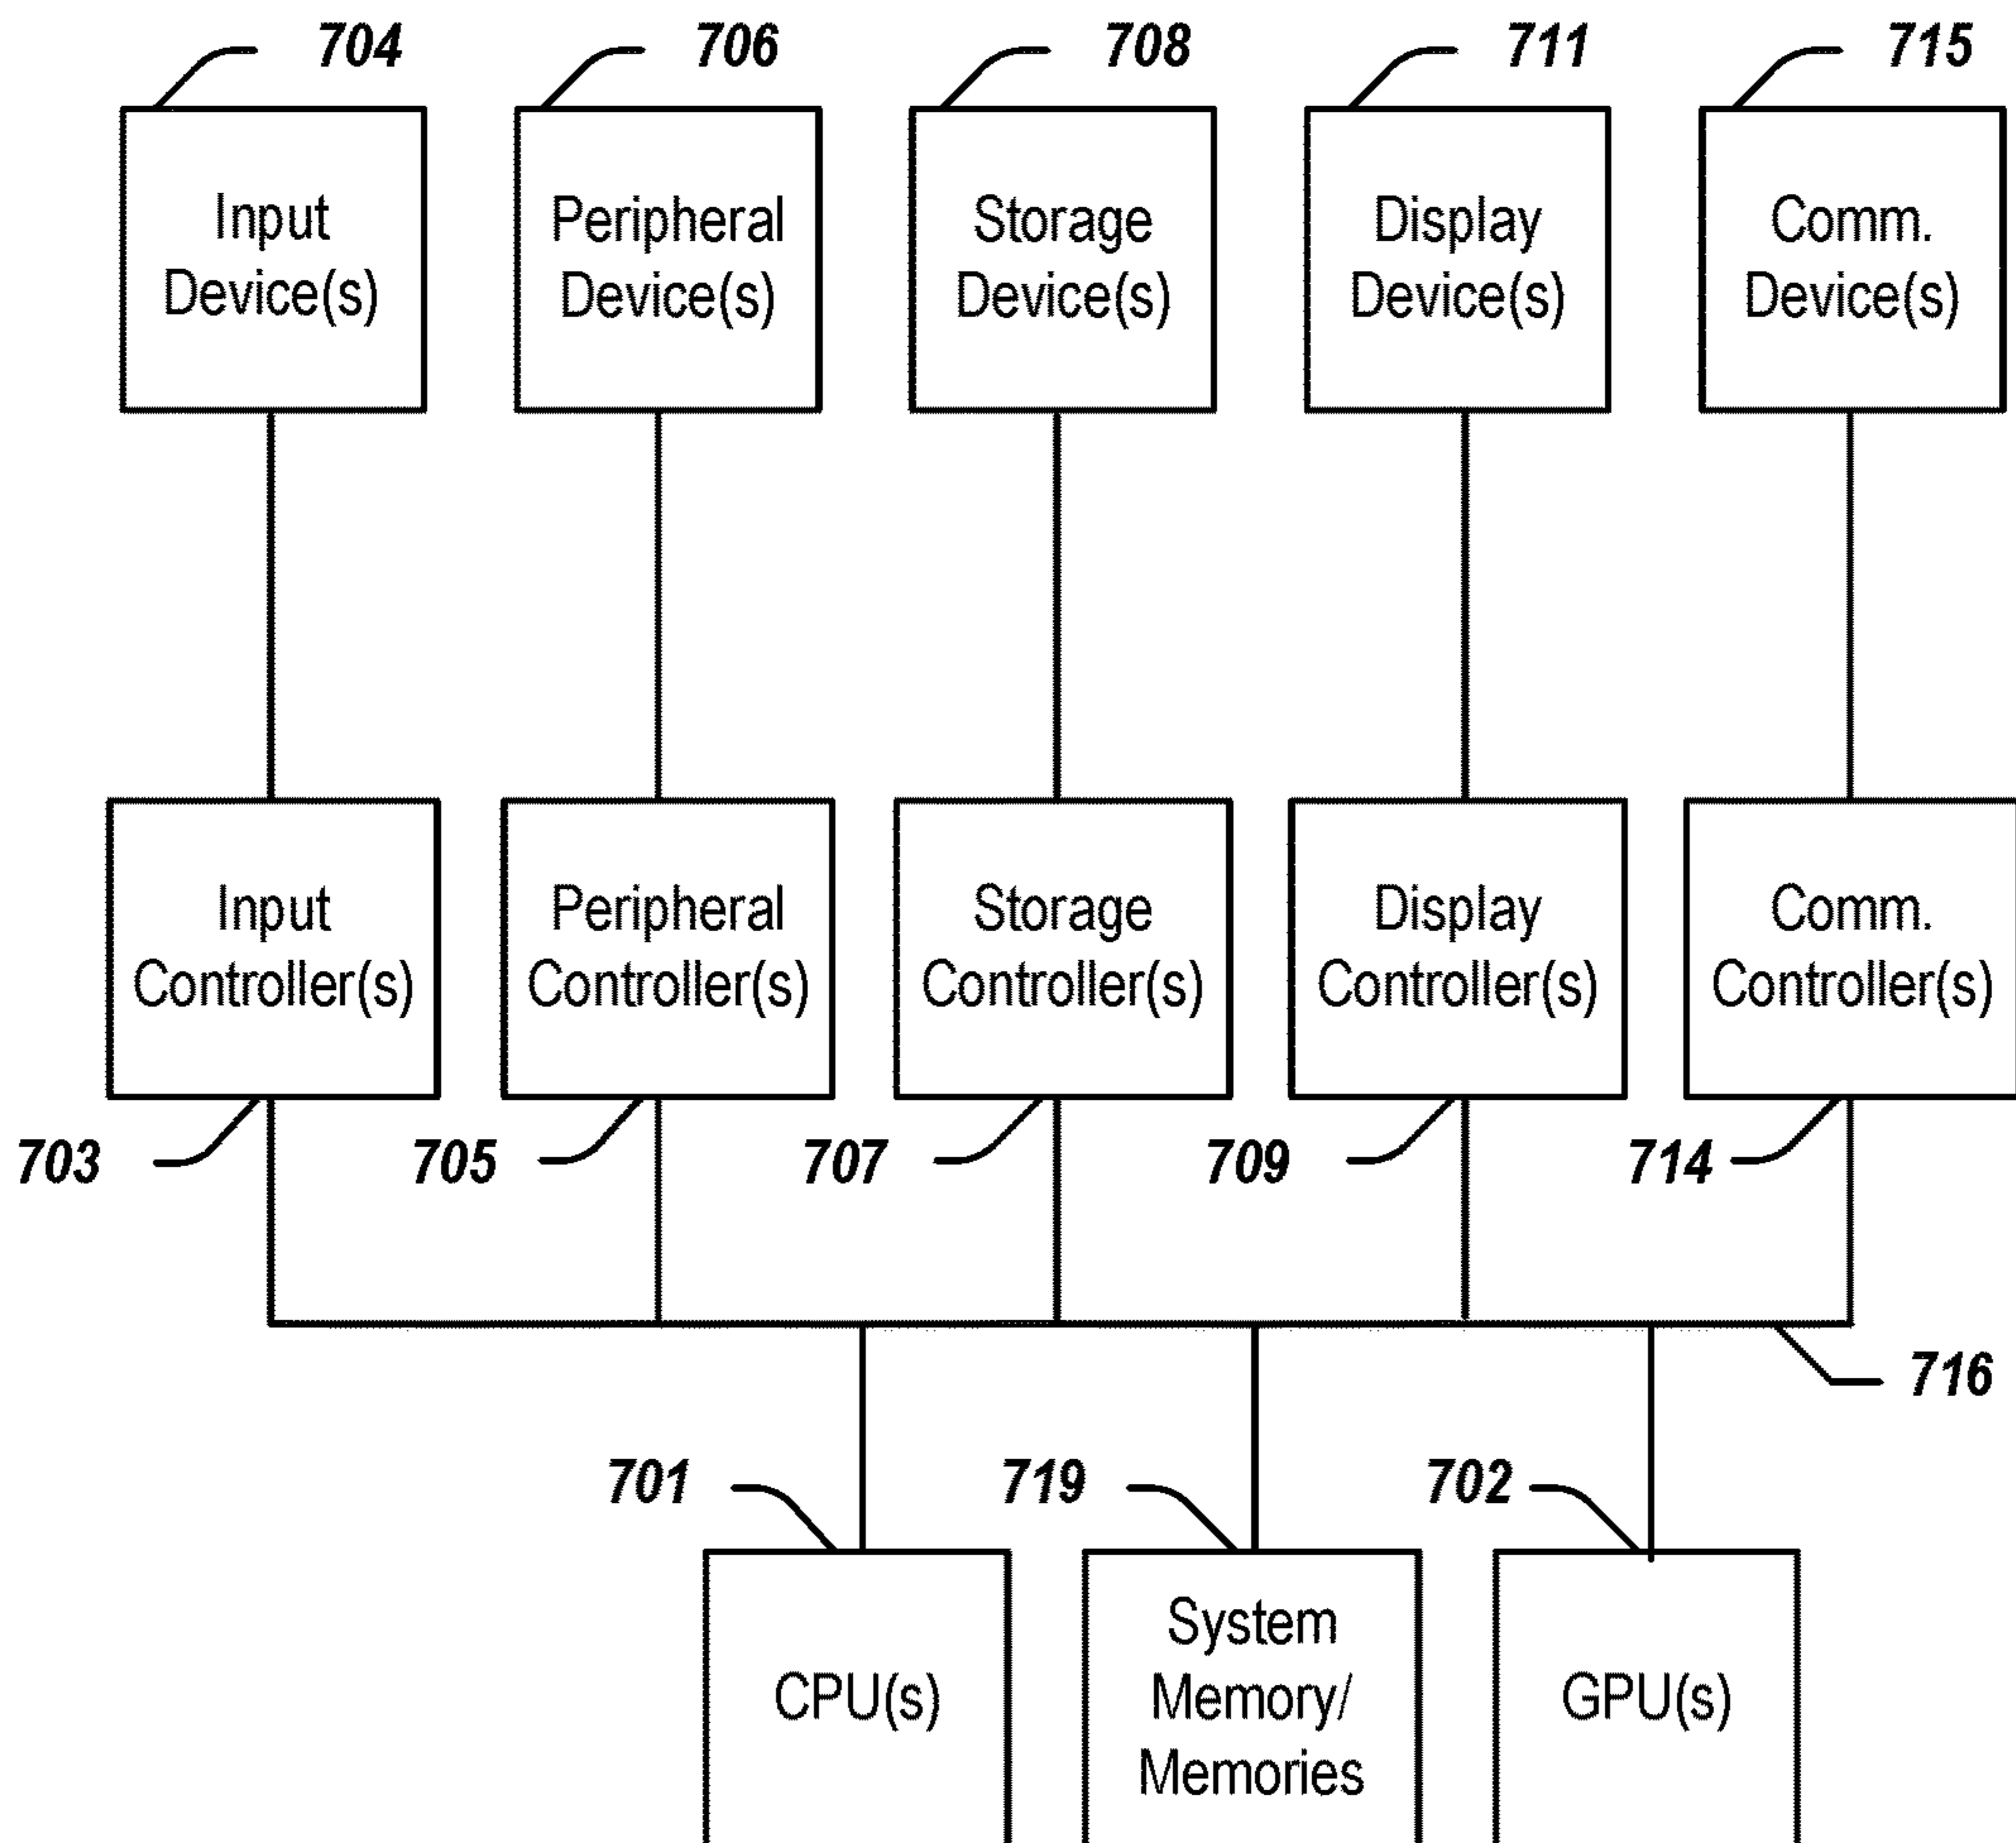 704 706 708 711 715
Input Peripheral Storage Display Comm.
Device(s) Device(s) Device(s) Device(s) Device(s)
Input Peripheral Storage Display Comm.
Controller(s) Controller(s) Controller(s) Controller(s) Controller(s)
703 705 707 709 714
716
701 719 702
System
CPU(s) Memory/ GPU(s)
Memories